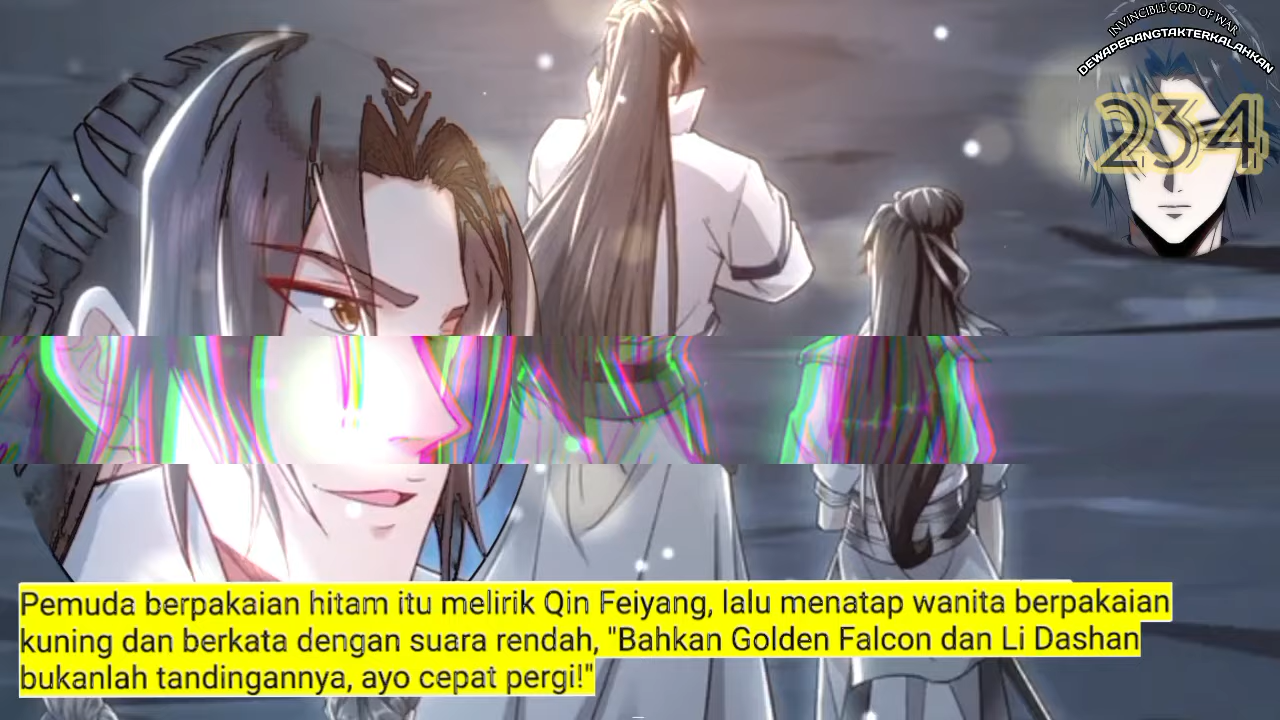 INVINCIBLE GOD OF WAR
DEWAPERANGTAKTERKALAHKAN
234
Pemuda berpakaian hitam itu melirik Qin Feiyang, lalu menatap wanita berpakaian
kuning dan berkata dengan suara rendah, "Bahkan Golden Falcon dan Li Dashan
bukanlah tandingannya, ayo cepat pergi!"